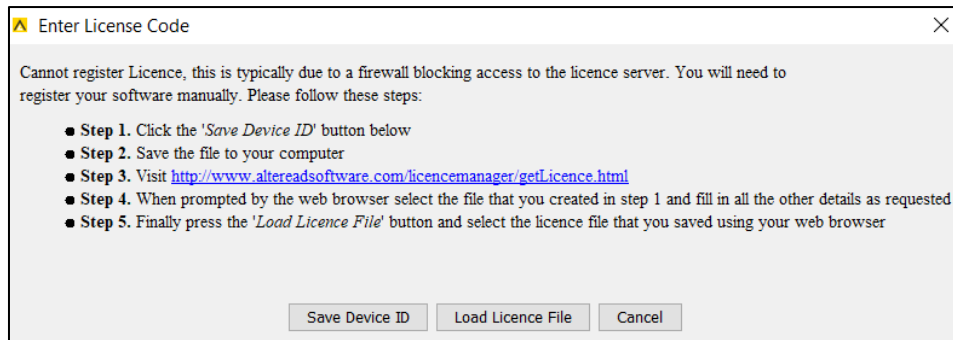 Enter License Code
Cannot register Licence, this is typically due to a firewall blocking access to the licence server. You will need to
register your software manually. Please follow these steps:
● Step 1. Click the 'Save Device ID' button below
● Step 2. Save the file to your computer
● Step 3. Visit http://www.altereadsoftware.com/licencemanager/getLicence.html
● Step 4. When prompted by the web browser select the file that you created in step 1 and fill in all the other details as requested
● Step 5. Finally press the 'Load Licence File' button and select the licence file that you saved using your web browser
Save Device ID Load Licence File Cancel